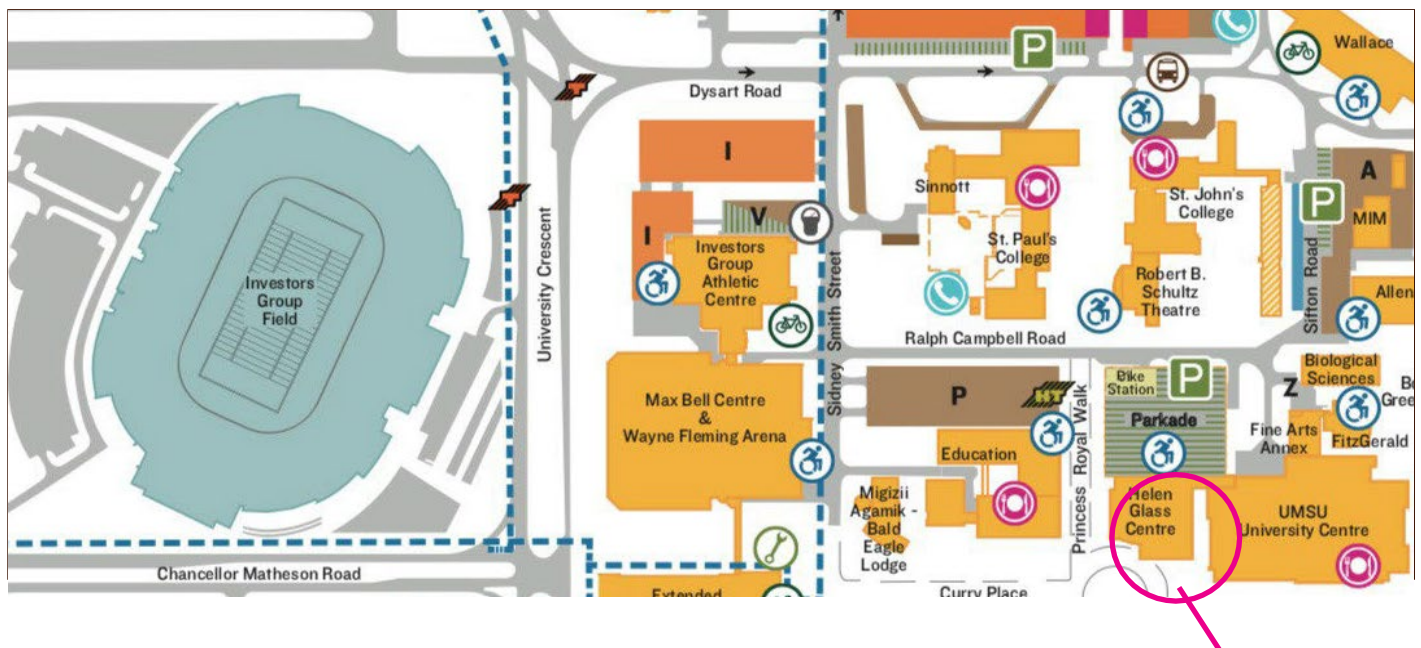 Wallace
P
Dysart Road
T
I
Sinnott
St. John's
College
P
A
MIM
T
I
V
Investors
Group
Athletic
Centre
St. Paul's
College
Robert B.
Schultz
Theatre
Sifton Road
Allen
Investors
Group
Field
University Crescent
Sidney Smith Street
Ralph Campbell Road
Max Bell Centre
&
Wayne Fleming Arena
P
HT
Princess Royal Walk
Bike
Station
P
Parkade
Z
Biological
Sciences
Fine Arts
Annex
FitzGerald
Education
Migizii
Agamik -
Bald
Eagle
Lodge
Helen
Glass
Centre
UMSU
University Centre
Chancellor Matheson Road
Extended
Curry Place